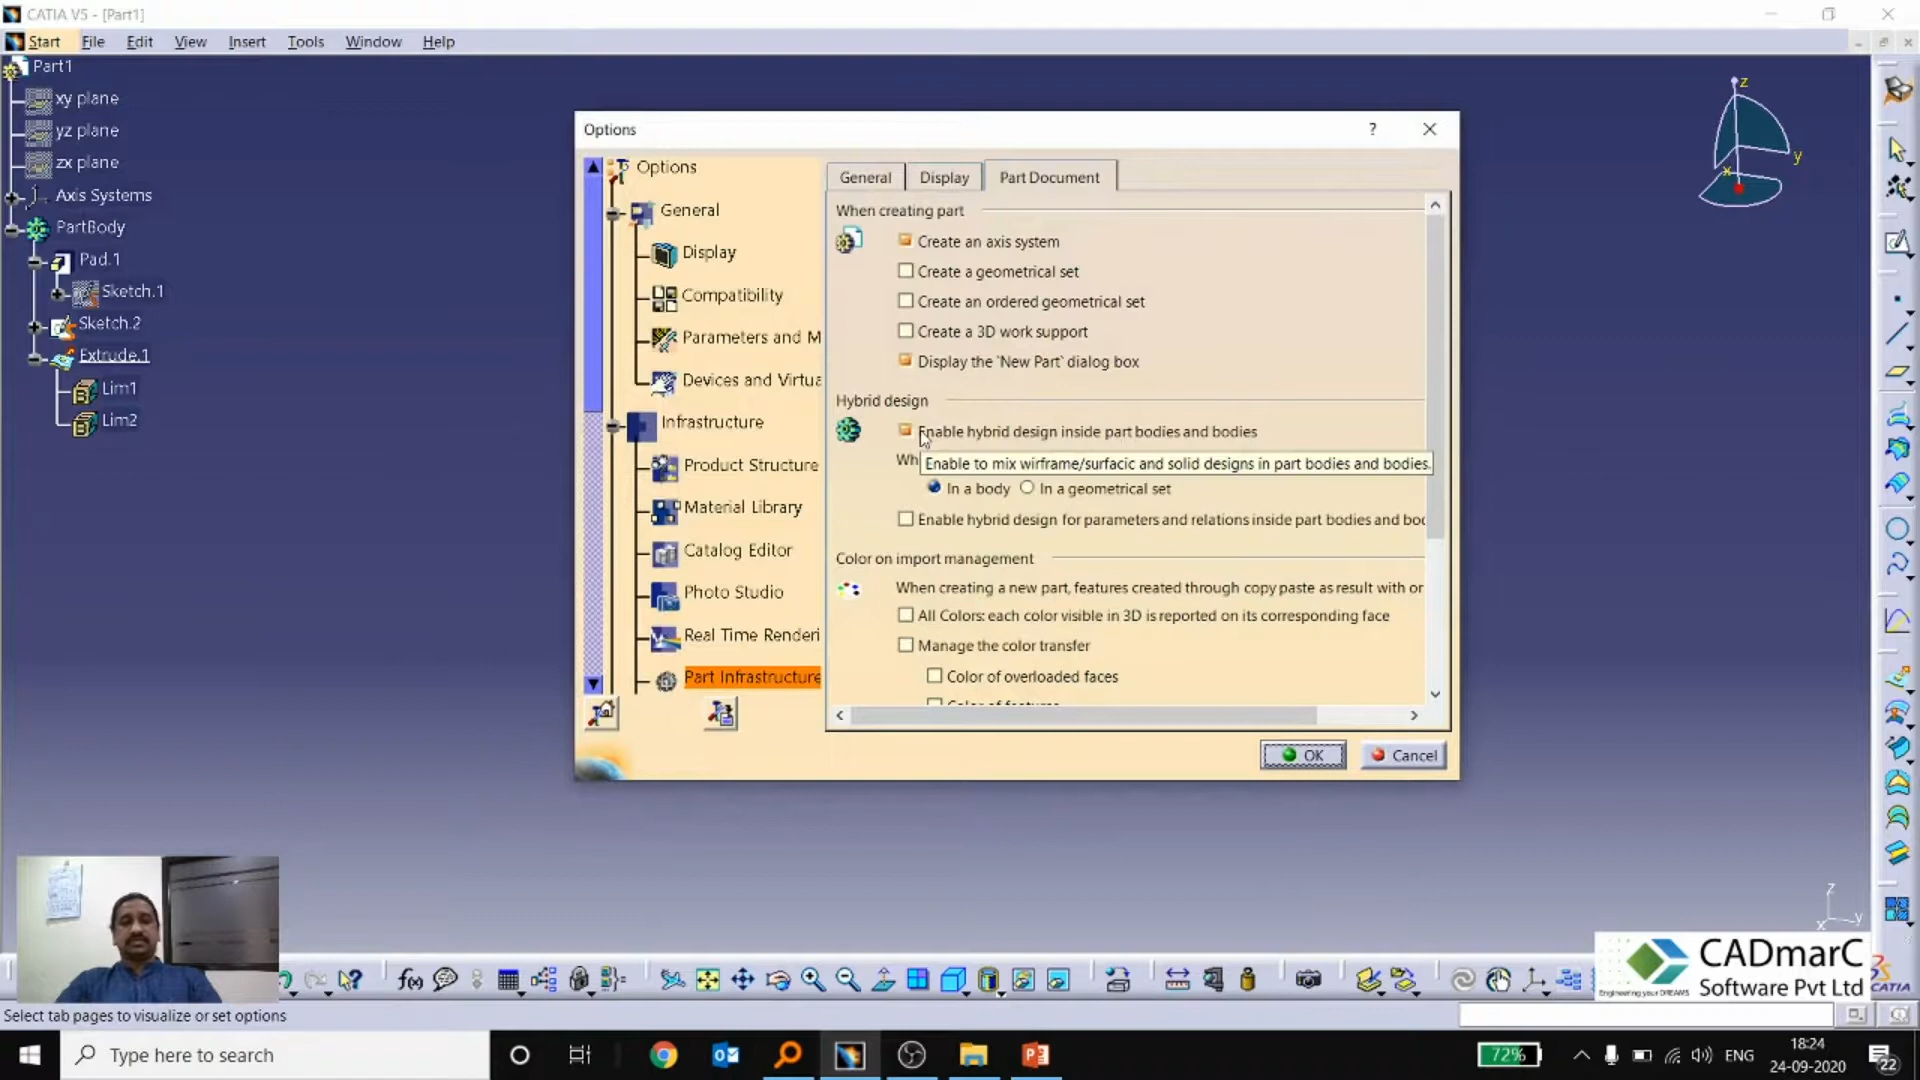 CATIA V5 - [Part1]
Start File Edit View Insert Tools Window Help
Part1
xy plane
yz plane
zx plane
Axis Systems
PartBody
Pad.1
Sketch.1
Sketch.2
Extrude.1
Lim1
Lim2
Options
?
Options
General
Display
Compatibility
Parameters and M
Devices and Virtua
Infrastructure
Product Structure
Material Library
Catalog Editor
Photo Studio
Real Time Renderi
Part Infrastructure
General Display Part Document
When creating part
Create an axis system
Create a geometrical set
Create an ordered geometrical set
Create a 3D work support
Display the 'New Part' dialog box
Hybrid design
Enable hybrid design inside part bodies and bodies
Wh
Enable to mix wirframe/surfacic and solid designs in part bodies and bodies.
In a body In a geometrical set
Enable hybrid design for parameters and relations inside part bodies and boc
Color on import management
When creating a new part, features created through copy paste as result with or
All Colors: each color visible in 3D is reported on its corresponding face
Manage the color transfer
Color of overloaded faces
OK Cancel
z
y
x
z
y
x
f(x)
CADmarC
Software Pvt Ltd
Engineering your DREAMS
CATIA
Select tab pages to visualize or set options
Type here to search
72%
ENG
18:24
24-09-2020
22